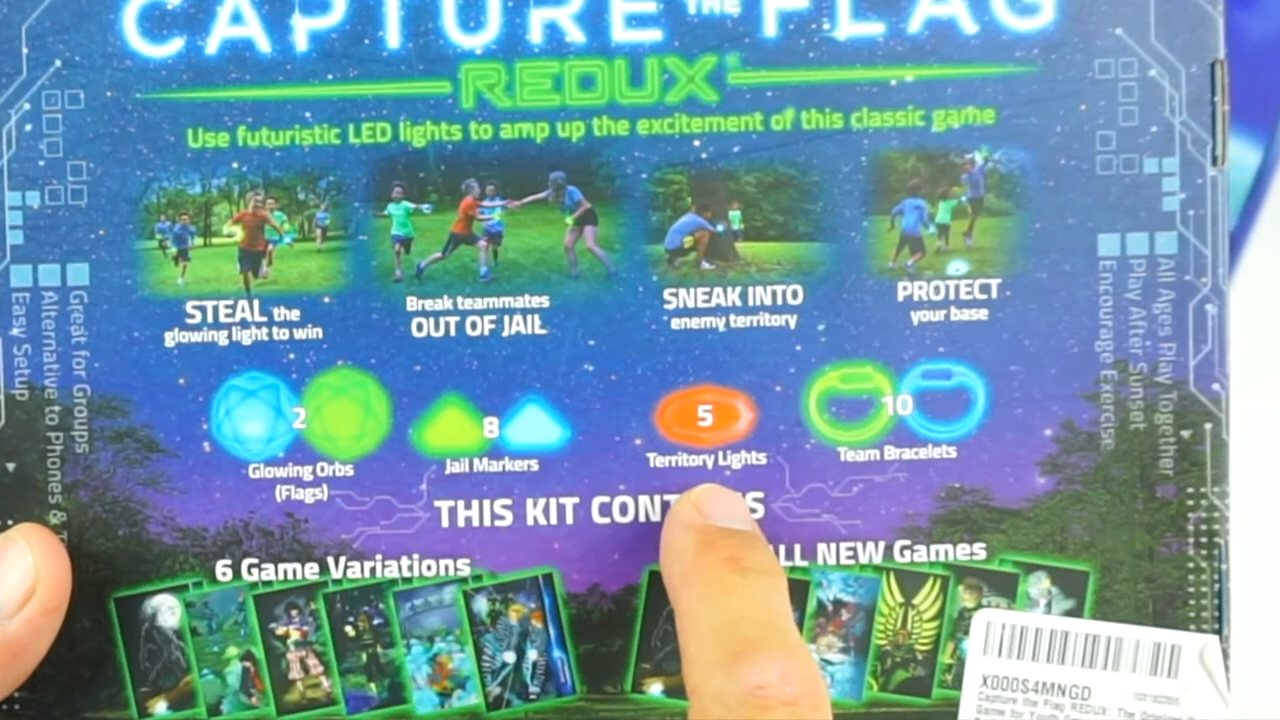 CAPTURE THE FLAG
REDUX
Use futuristic LED lights to amp up the excitement of this classic game
STEAL the
glowing light to win
Break teammates
OUT OF JAIL
SNEAK INTO
enemy territory
PROTECT
your base
2
Glowing Orbs
(Flags)
8
Jail Markers
5
Territory Lights
10
Team Bracelets
THIS KIT
6 Game Variations
NEW Games
Great for Groups
Alternative to Phones &
Easy Setup
All Ages Play Together
Play After Sunset
Encourage Exercise
X000S4MNGD
Capture the Flag REDUX: The
Game for Youth